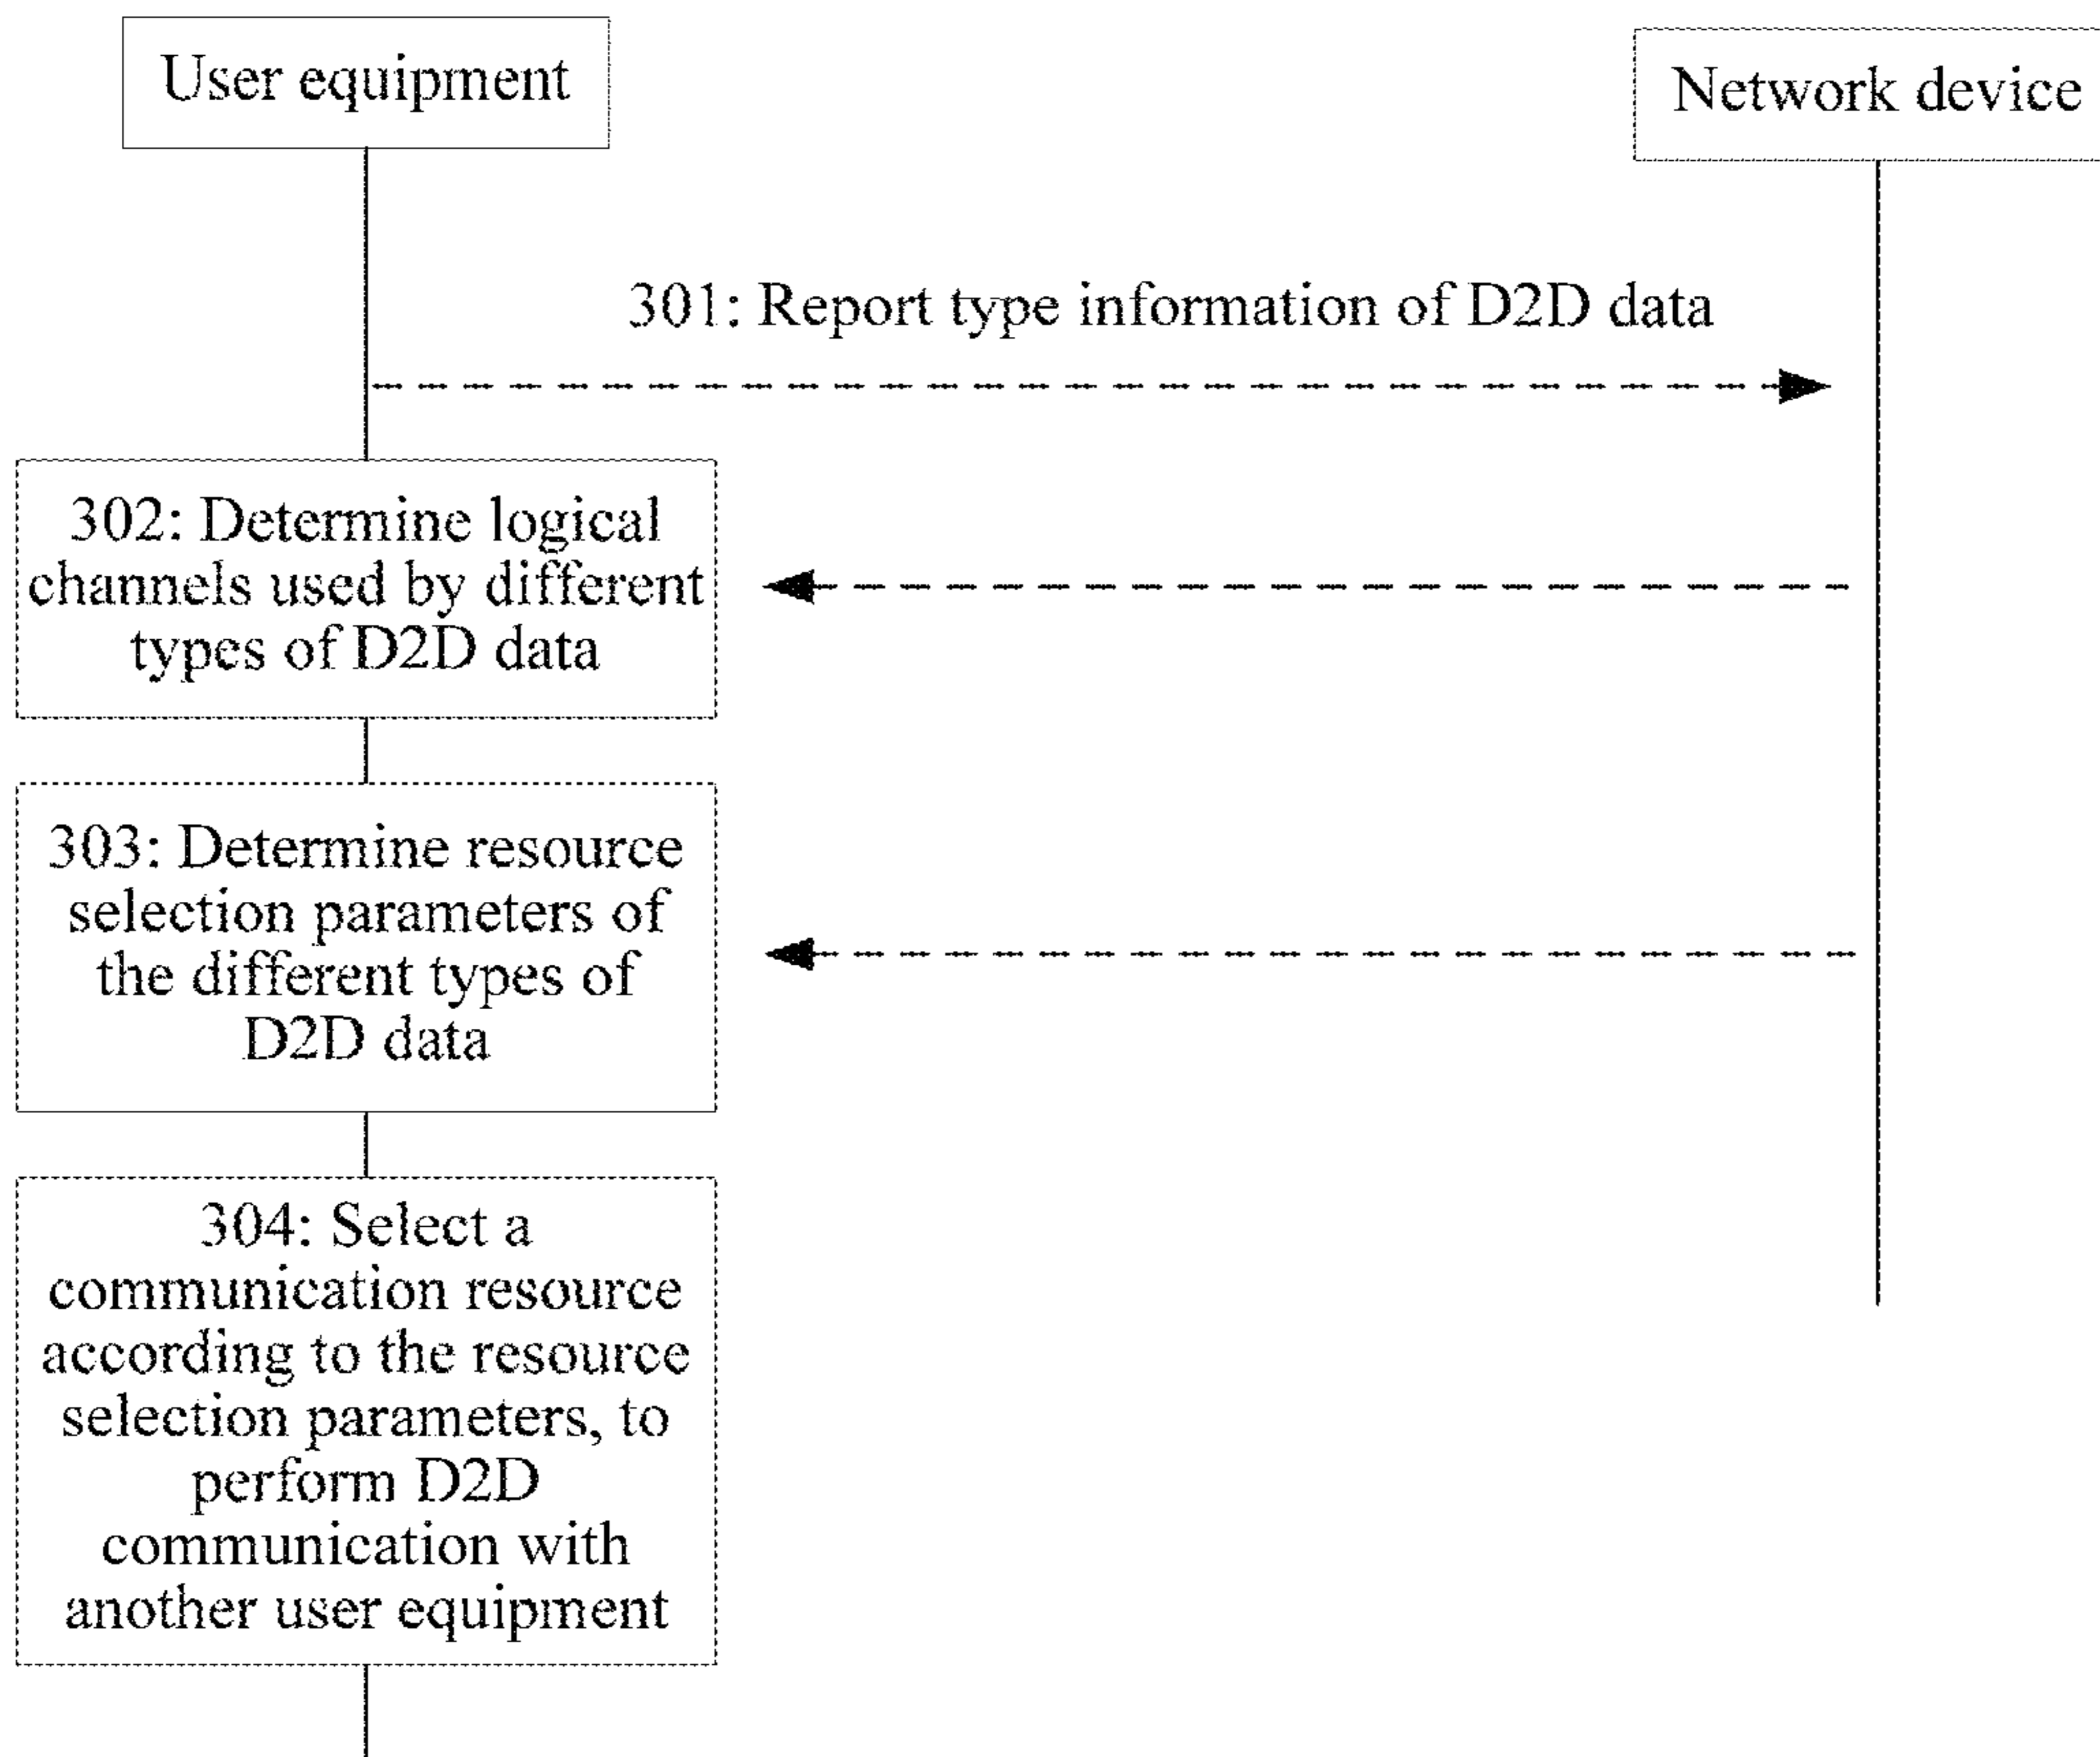 User equipment
Network device
301: Report type information of D2D data
302: Determine logical
channels used by different
types of D2D data
303: Determine resource
selection parameters of
the different types of
D2D data
304: Select a
communication resource
according to the resource
selection parameters, to
perform D2D
communication with
another user equipment